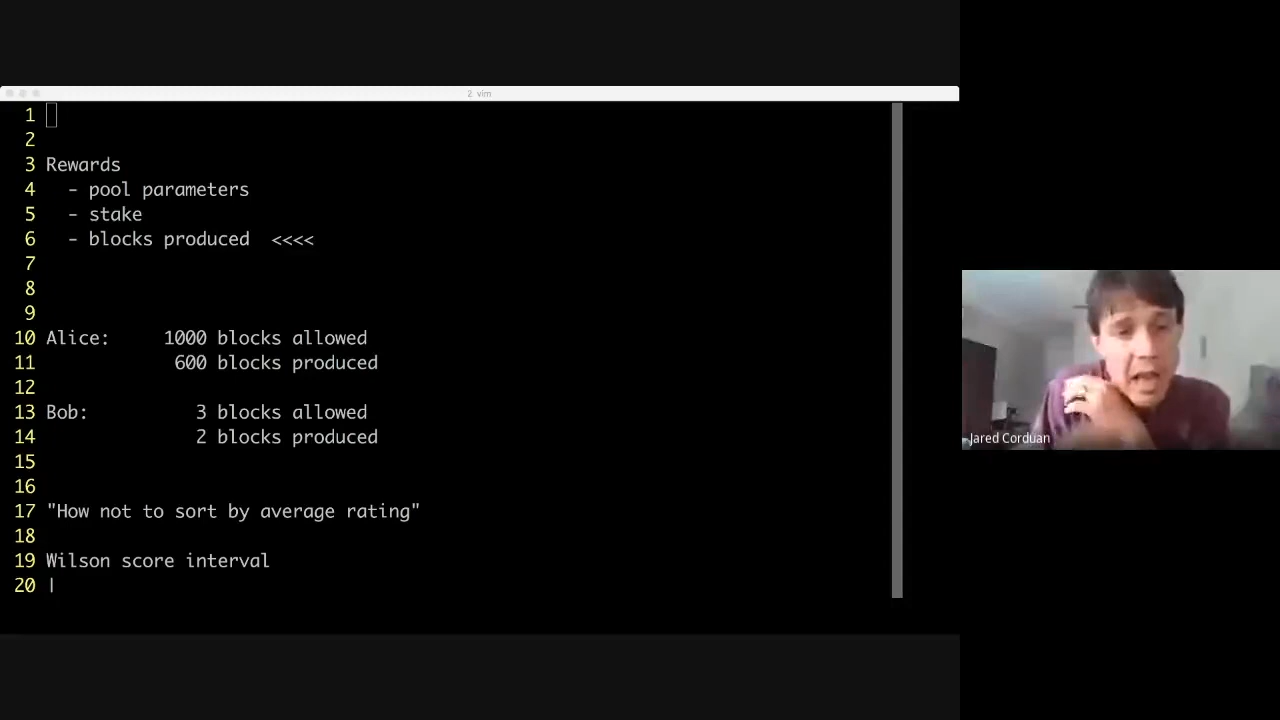 2 vim
1
2
3 Rewards
4 - pool parameters
5 - stake
6 - blocks produced <<<<
7
8
9
10 Alice: 1000 blocks allowed
11 600 blocks produced
12
13 Bob: 3 blocks allowed
14 2 blocks produced
15
16
17 "How not to sort by average rating"
18
19 Wilson score interval
20 |
Jared Corduan